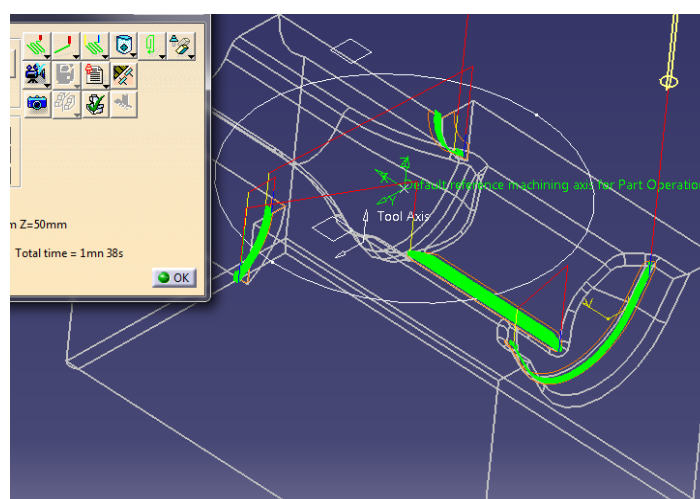 Z
X
Default reference machining axis for Part Operation
Y
Tool Axis
m Z=50mm
Total time = 1mn 38s
OK